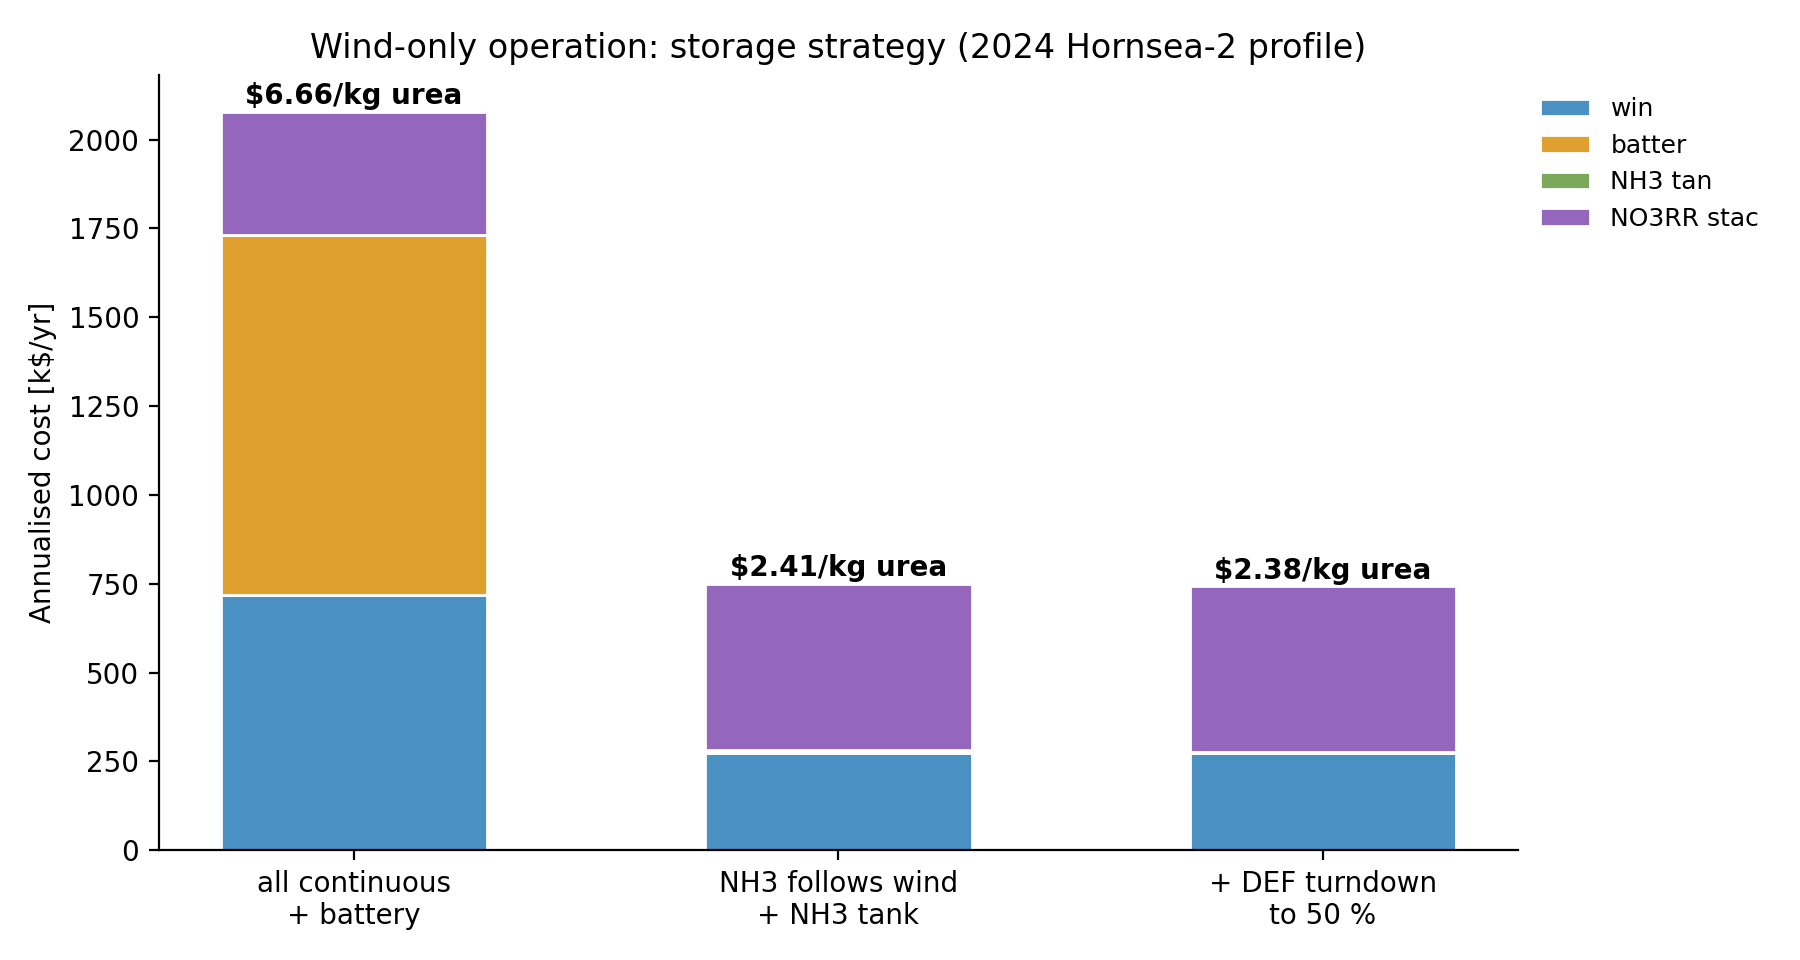 Wind-only operation: storage strategy (2024 Hornsea-2 profile)
$6.66/kg urea
$2.41/kg urea
$2.38/kg urea
win
batter
NH3 tan
NO3RR stac
Annualised cost [k$/yr]
2000
1750
1500
1250
1000
750
500
250
0
all continuous
+ battery
NH3 follows wind
+ NH3 tank
+ DEF turndown
to 50 %